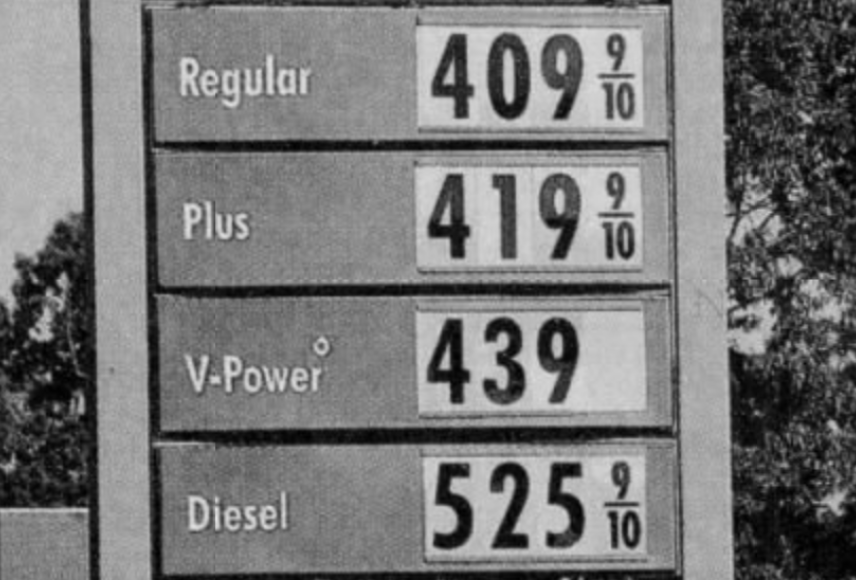 Regular 409 9/10
Plus 419 9/10
V-Power° 439
Diesel 525 9/10